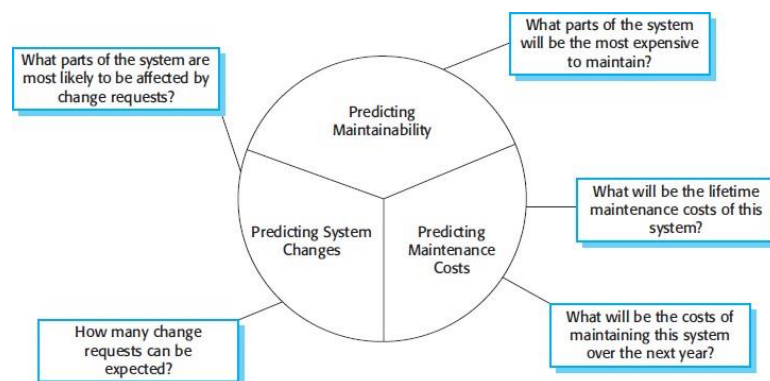 What parts of the system
will be the most expensive
to maintain?
What parts of the system are
most likely to be affected by
change requests?
Predicting
Maintainability
What will be the lifetime
maintenance costs of this
system?
Predicting System
Changes
Predicting
Maintenance
Costs
How many change
requests can be
expected?
What will be the costs of
maintaining this system
over the next year?